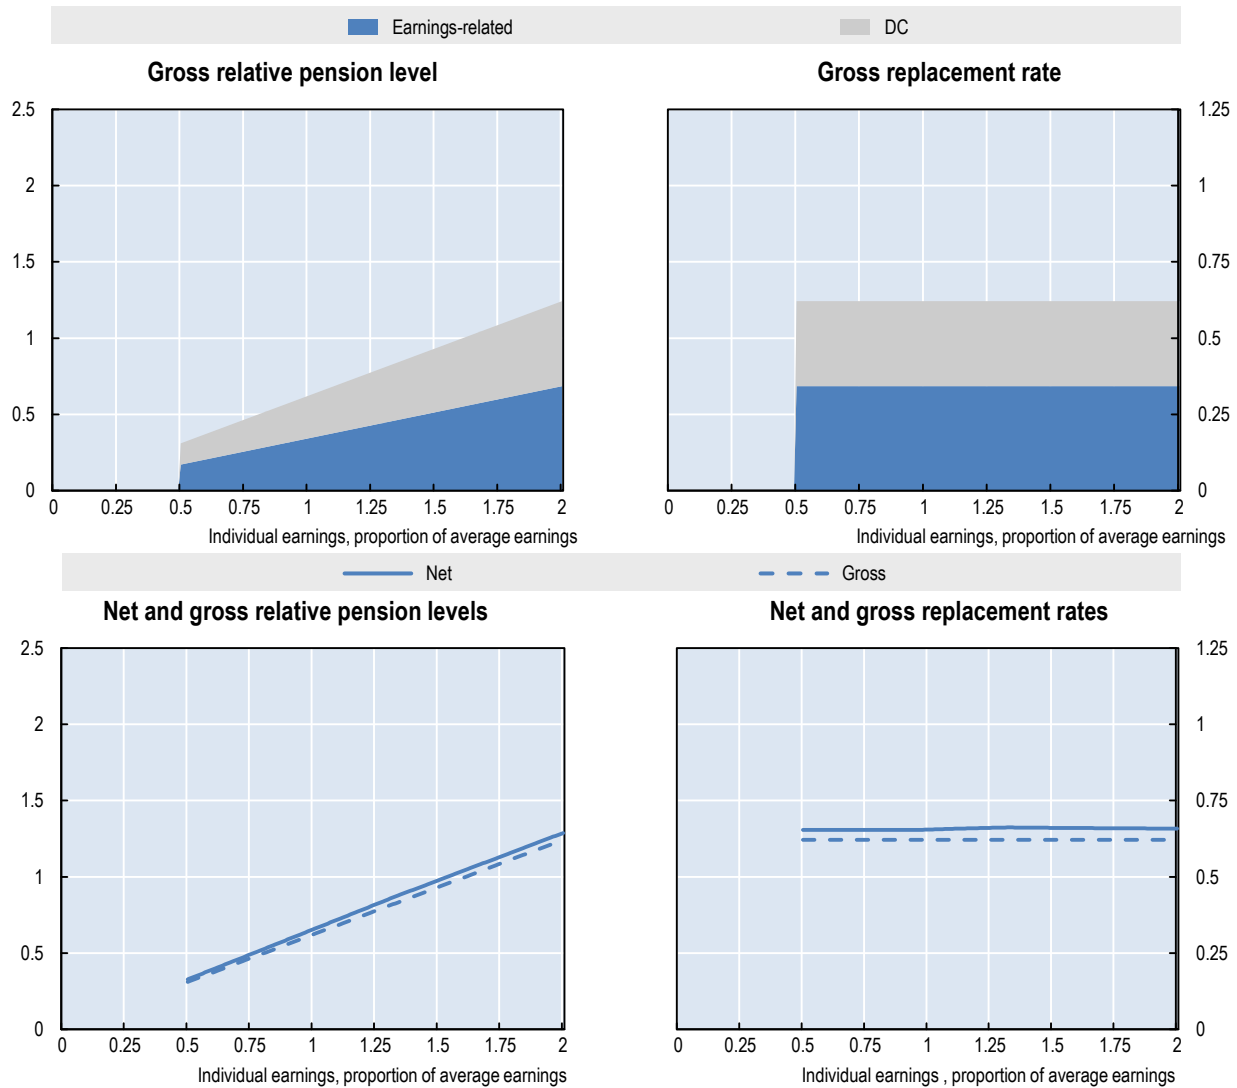 Earnings-related DC
Gross relative pension level
2.5
2
1.5
1
0.5
0
0 0.25 0.5 0.75 1 1.25 1.5 1.75 2
Individual earnings, proportion of average earnings
Gross replacement rate
1.25
1
0.75
0.5
0.25
0
0 0.25 0.5 0.75 1 1.25 1.5 1.75 2
Individual earnings, proportion of average earnings
Net Gross
Net and gross relative pension levels
2.5
2
1.5
1
0.5
0
0 0.25 0.5 0.75 1 1.25 1.5 1.75 2
Individual earnings, proportion of average earnings
Net and gross replacement rates
1.25
1
0.75
0.5
0.25
0
0 0.25 0.5 0.75 1 1.25 1.5 1.75 2
Individual earnings , proportion of average earnings